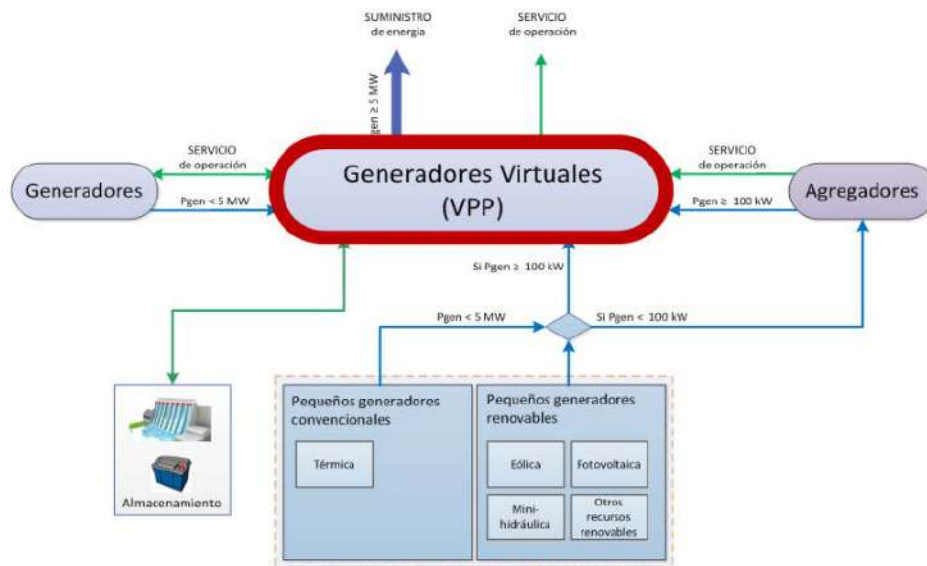 SUMINISTRO
de energia
SERVICIO
de operación
Pgen ≥ 5 MW
SERVICIO
de operación
Generadores
Pgen < 5 MW
Generadores Virtuales
(VPP)
SERVICIO
de operación
Agregadores
Pgen ≥ 100 kW
Si Pgen ≥ 100 kW
Pgen < 5 MW
Si Pgen < 100 kW
Almacenamiento
Pequeños generadores
convencionales
Térmica
Pequeños generadores
renovables
Eólica
Fotovoltaica
Mini-
hidráulica
Otros
recursos
renovables